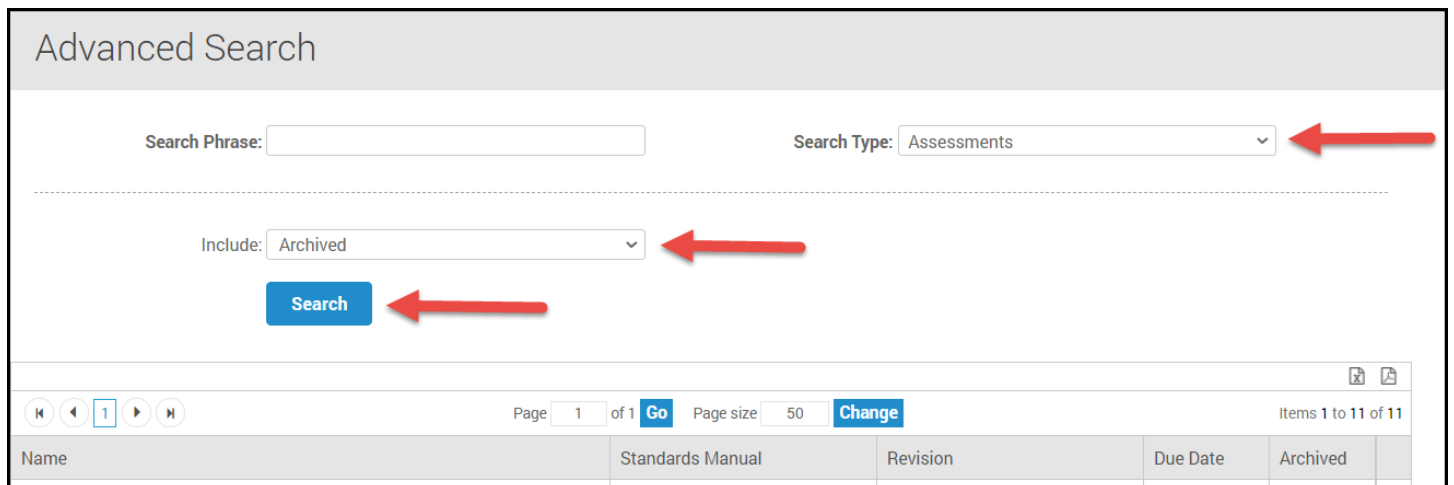 Advanced Search
Search Phrase: Search Type: Assessments
Include: Archived
Search
1 Page 1 of 1 Go Page size 50 Change Items 1 to 11 of 11
Name Standards Manual Revision Due Date Archived